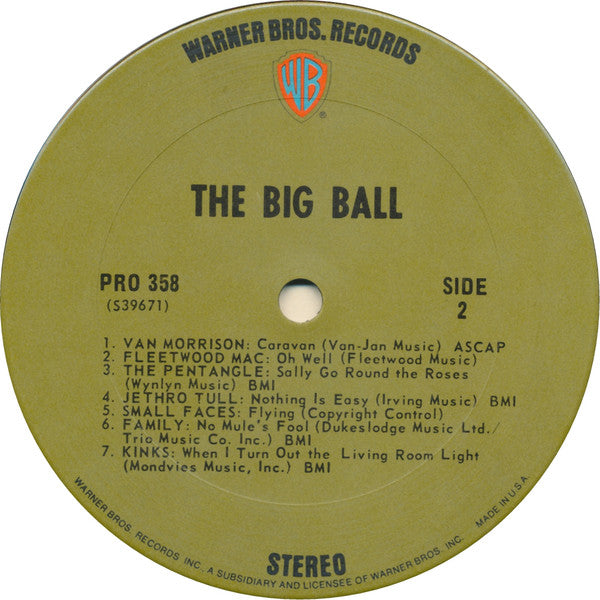 WARNER BROS. RECORDS
WB
®
THE BIG BALL
PRO 358
(S39671)
SIDE
2
1. VAN MORRISON: Caravan (Van-Jan Music) ASCAP
2. FLEETWOOD MAC: Oh Well (Fleetwood Music)
3. THE PENTANGLE: Sally Go Round the Roses
(Wynlyn Music) BMI
4. JETHRO TULL: Nothing Is Easy (Irving Music) BMI
5. SMALL FACES: Flying (Copyright Control)
6. FAMILY: No Mule's Fool (Dukeslodge Music Ltd./
Trio Music Co. Inc.) BMI
7. KINKS: When I Turn Out the Living Room Light
(Mondvies Music, Inc.) BMI
STEREO
WARNER BROS. RECORDS INC., A SUBSIDIARY AND LICENSEE OF WARNER BROS. INC.
MADE IN U.S.A.